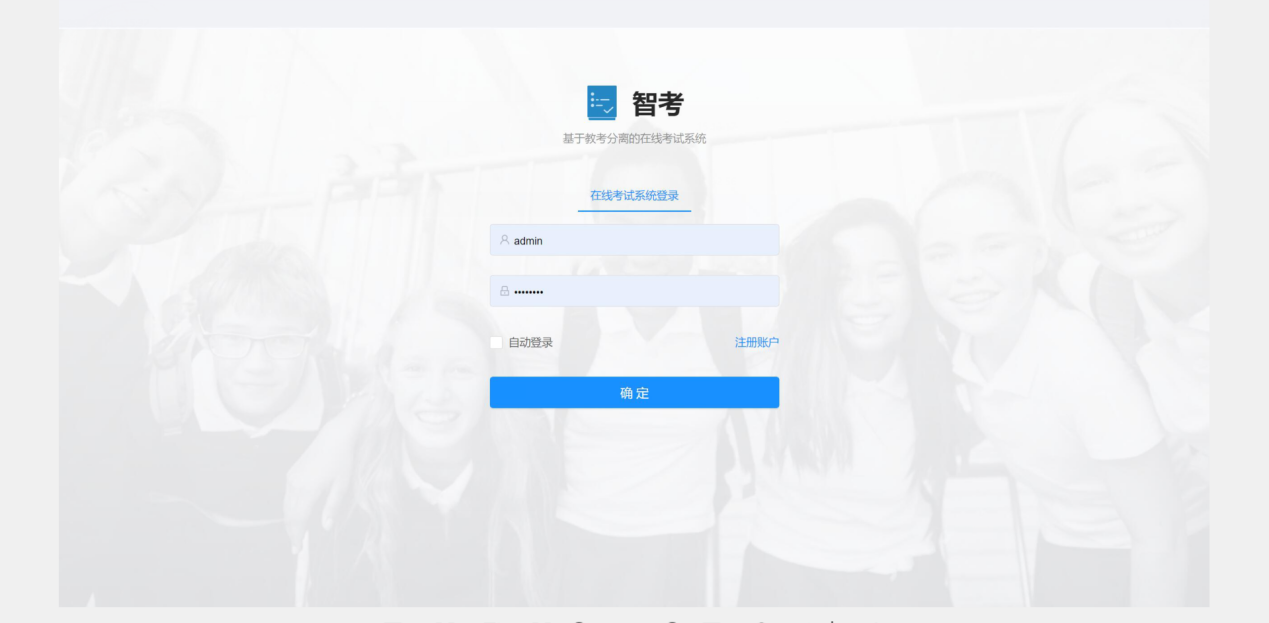 智考
基于教考分离的在线考试系统
在线考试系统登录
admin
••••••••
自动登录 注册账户
确 定